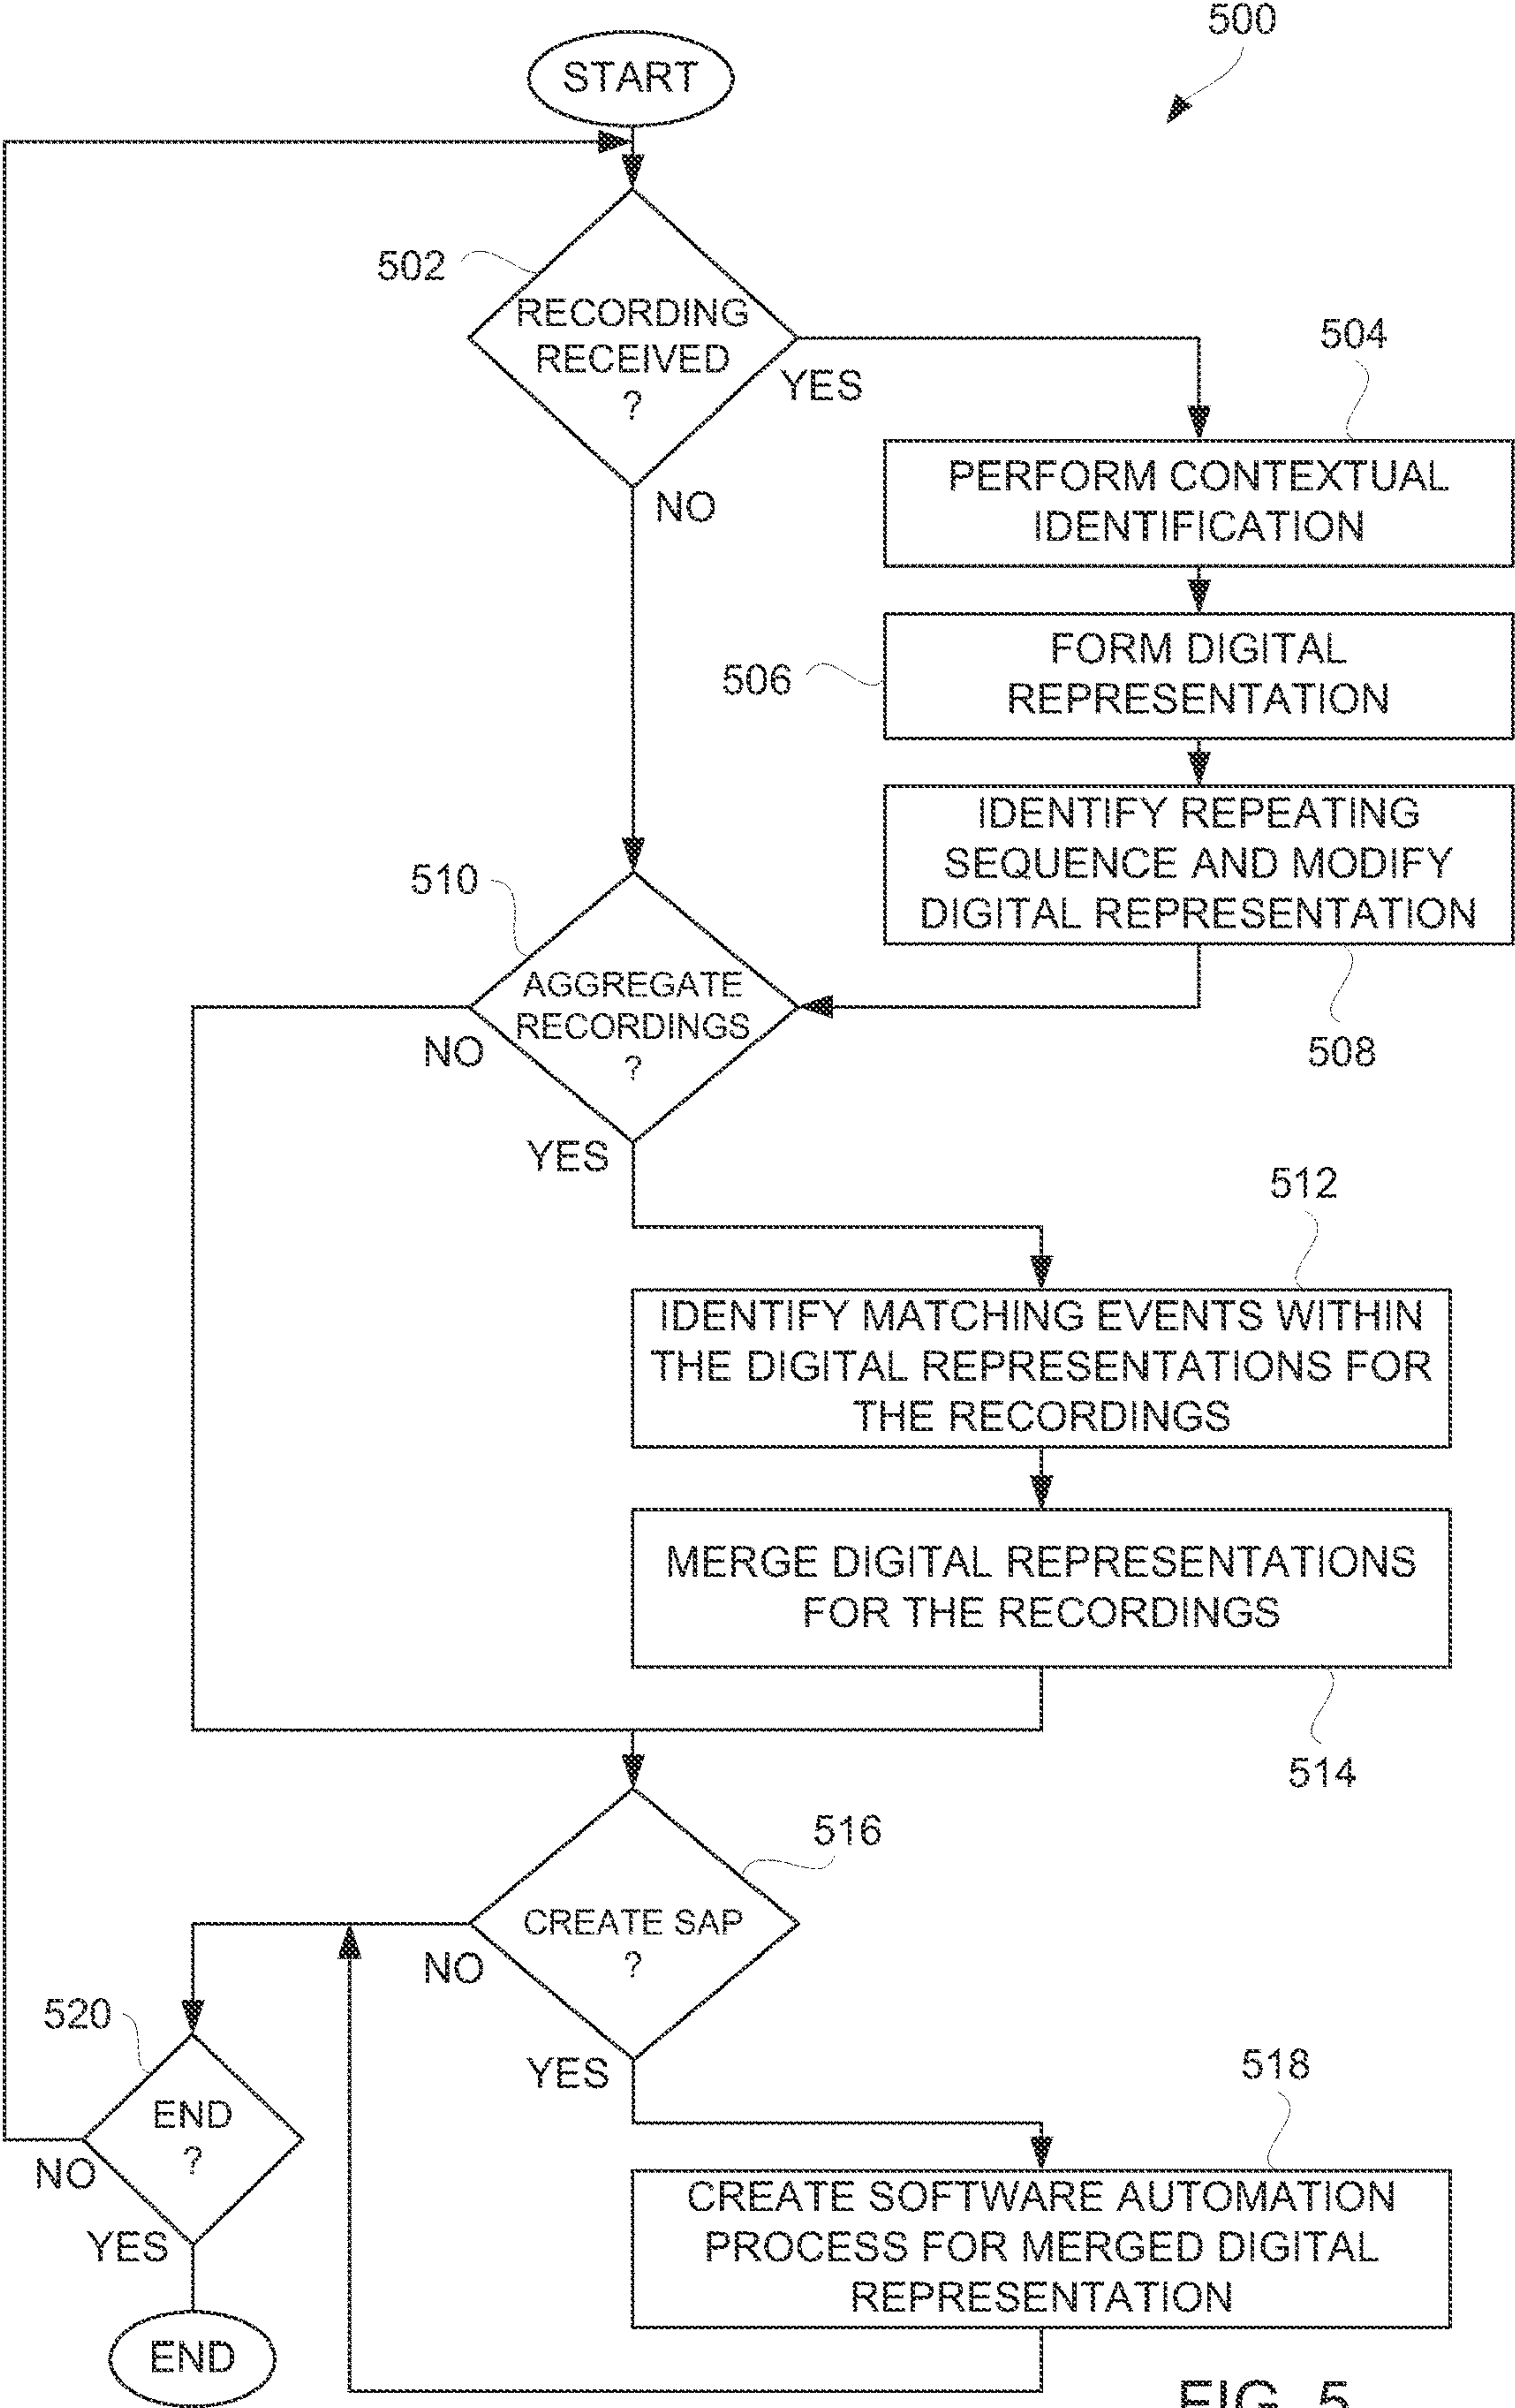 500
START
502
RECORDING
RECEIVED
?
YES
NO
504
PERFORM CONTEXTUAL
IDENTIFICATION
506
FORM DIGITAL
REPRESENTATION
IDENTIFY REPEATING
SEQUENCE AND MODIFY
DIGITAL REPRESENTATION
508
510
AGGREGATE
RECORDINGS
?
NO
YES
512
IDENTIFY MATCHING EVENTS WITHIN
THE DIGITAL REPRESENTATIONS FOR
THE RECORDINGS
MERGE DIGITAL REPRESENTATIONS
FOR THE RECORDINGS
514
516
CREATE SAP
?
NO
YES
518
CREATE SOFTWARE AUTOMATION
PROCESS FOR MERGED DIGITAL
REPRESENTATION
520
END
?
NO
YES
END
FIG. 5